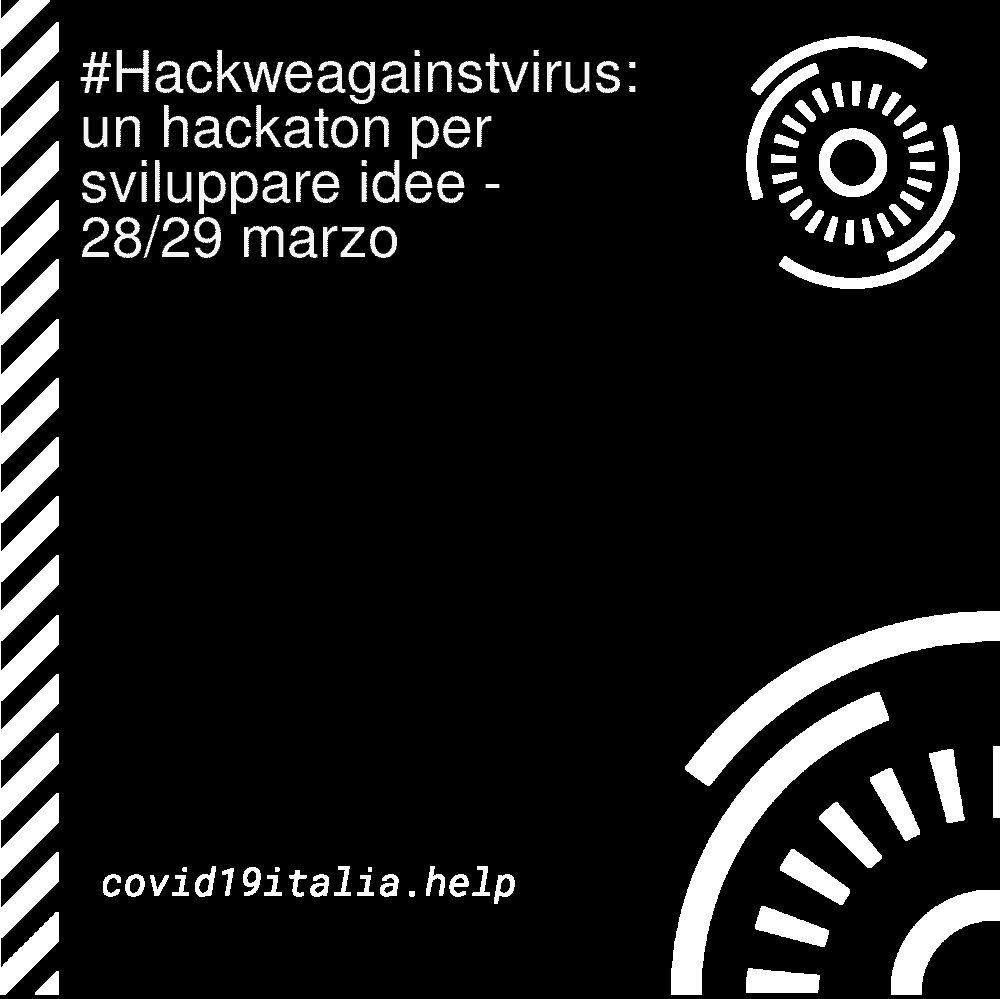 #Hackweagainstvirus:
un hackaton per
sviluppare idee -
28/29 marzo
covid19italia.help